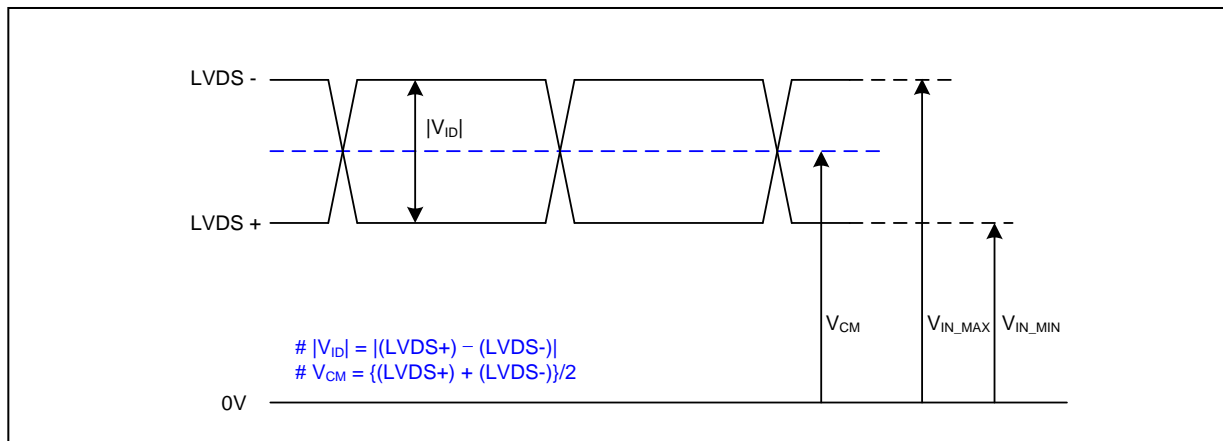 LVDS -
|VID|
LVDS +
VCM
VIN_MAX
VIN_MIN
# |VID| = |(LVDS+) − (LVDS-)|
# VCM = {(LVDS+) + (LVDS-)}/2
0V